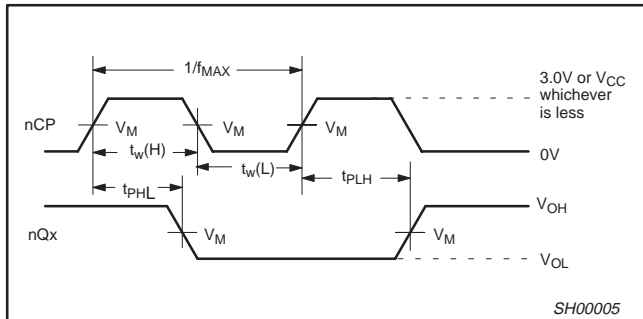 1/fMAX
3.0V or VCC
whichever
is less
nCP
VM
VM
VM
tw(H)
tw(L)
0V
tPHL
tPLH
VOH
nQx
VM
VM
VOL
SH00005